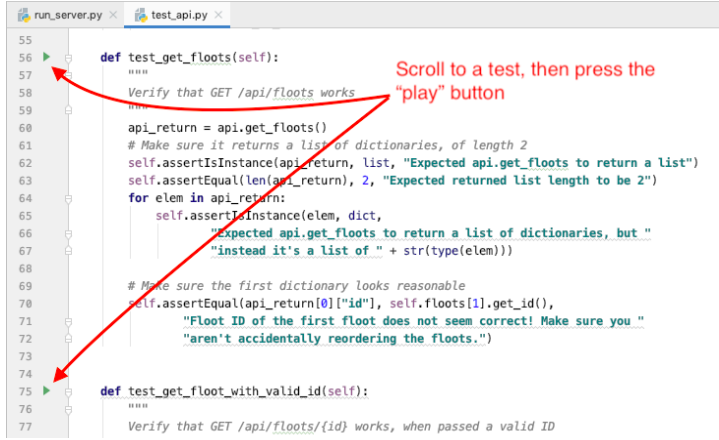 run_server.py × test_api.py ×
55
56 def test_get_floots(self):
57 """
58 Verify that GET /api/floots works
59 """
60 api_return = api.get_floots()
61 # Make sure it returns a list of dictionaries, of length 2
62 self.assertIsInstance(api_return, list, "Expected api.get_floots to return a list")
63 self.assertEqual(len(api_return), 2, "Expected returned list length to be 2")
64 for elem in api_return:
65 self.assertIsInstance(elem, dict,
66 "Expected api.get_floots to return a list of dictionaries, but "
67 "instead it's a list of " + str(type(elem)))
68
69 # Make sure the first dictionary looks reasonable
70 self.assertEqual(api_return[0]["id"], self.floots[1].get_id(),
71 "Floot ID of the first floot does not seem correct! Make sure you "
72 "aren't accidentally reordering the floots.")
73
74
75 def test_get_floot_with_valid_id(self):
76 """
77 Verify that GET /api/floots/{id} works, when passed a valid ID
Scroll to a test, then press the
“play” button